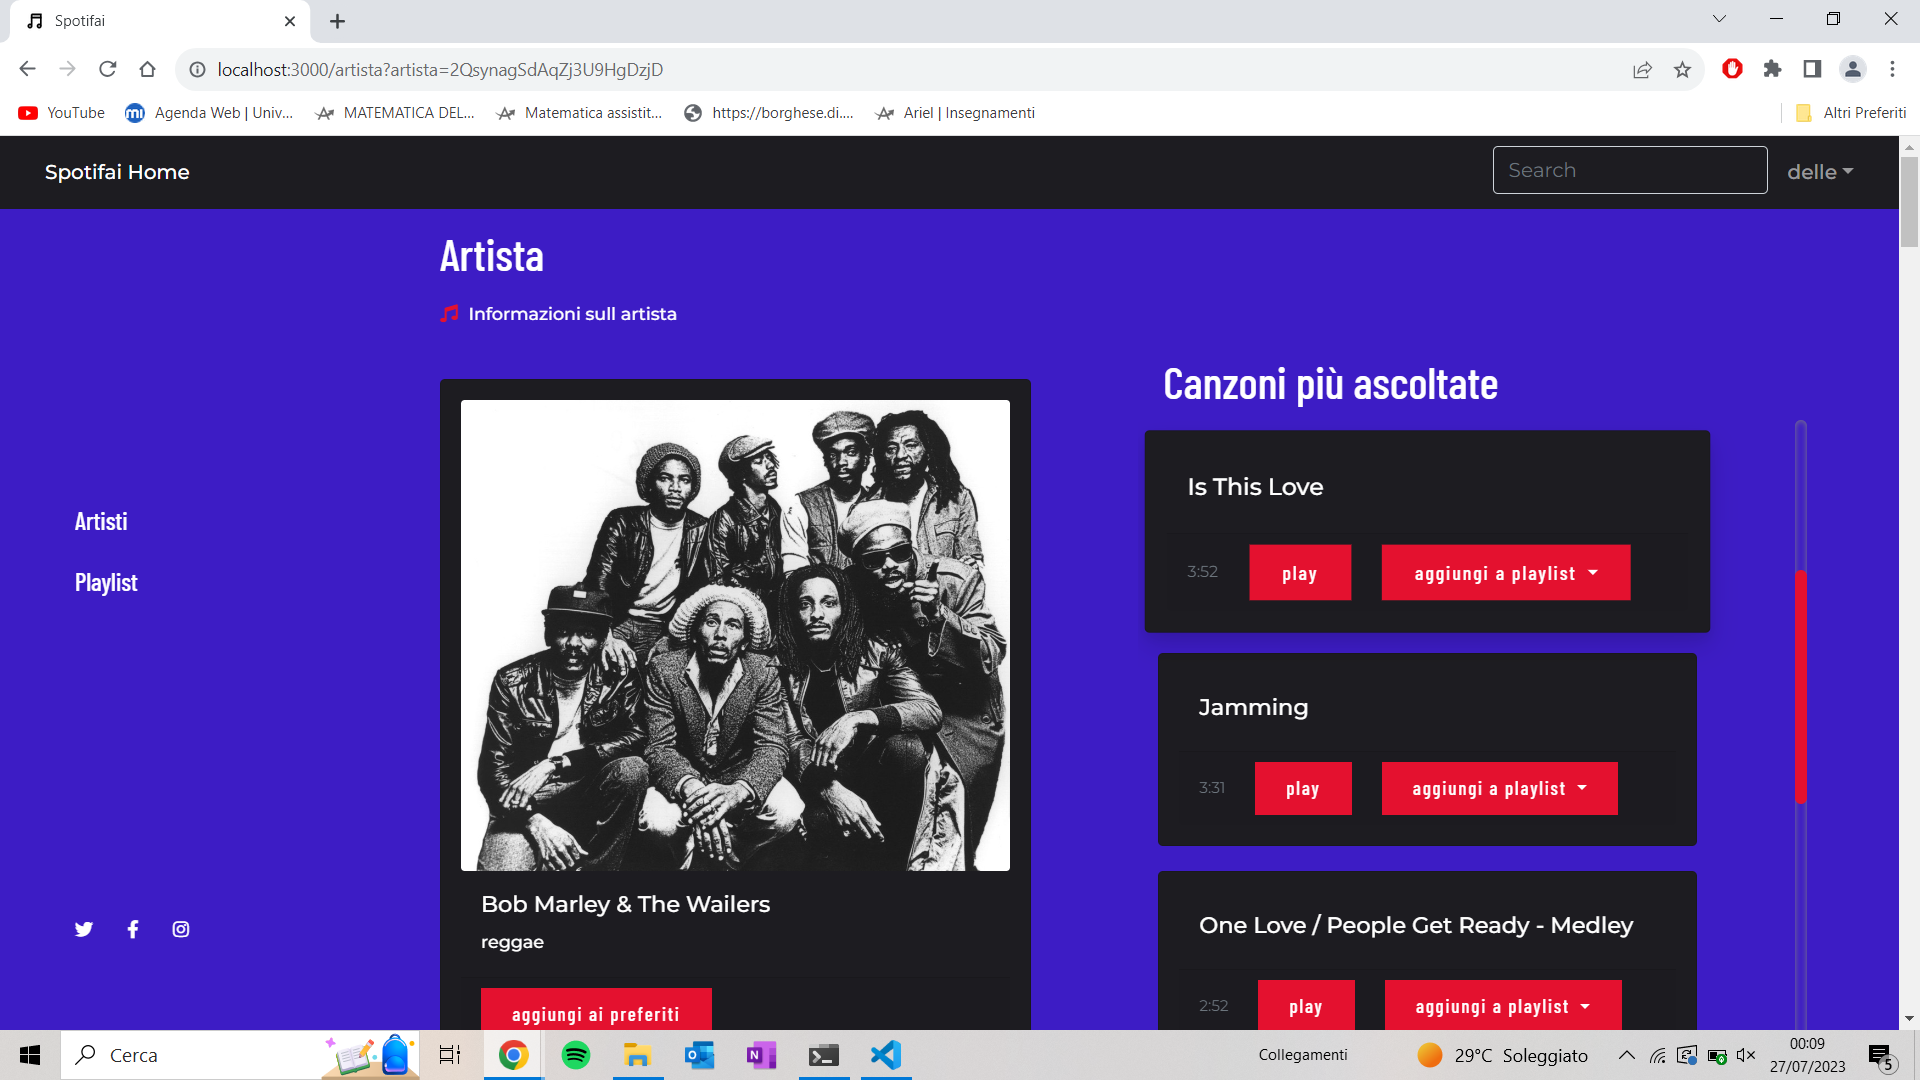 Spotifai
localhost:3000/artista?artista=2QsynagSdAqZj3U9HgDzjD
YouTube
Agenda Web | Univ...
MATEMATICA DEL...
Matematica assistit...
https://borghese.di....
Ariel | Insegnamenti
Altri Preferiti
Spotifai Home
Search
delle
Artista
Informazioni sull artista
Artisti
Playlist
Bob Marley & The Wailers
reggae
aggiungi ai preferiti
Canzoni più ascoltate
Is This Love
3:52 play aggiungi a playlist
Jamming
3:31 play aggiungi a playlist
One Love / People Get Ready - Medley
2:52 play aggiungi a playlist
Cerca
Collegamenti
29°C Soleggiato
00:09
27/07/2023
5